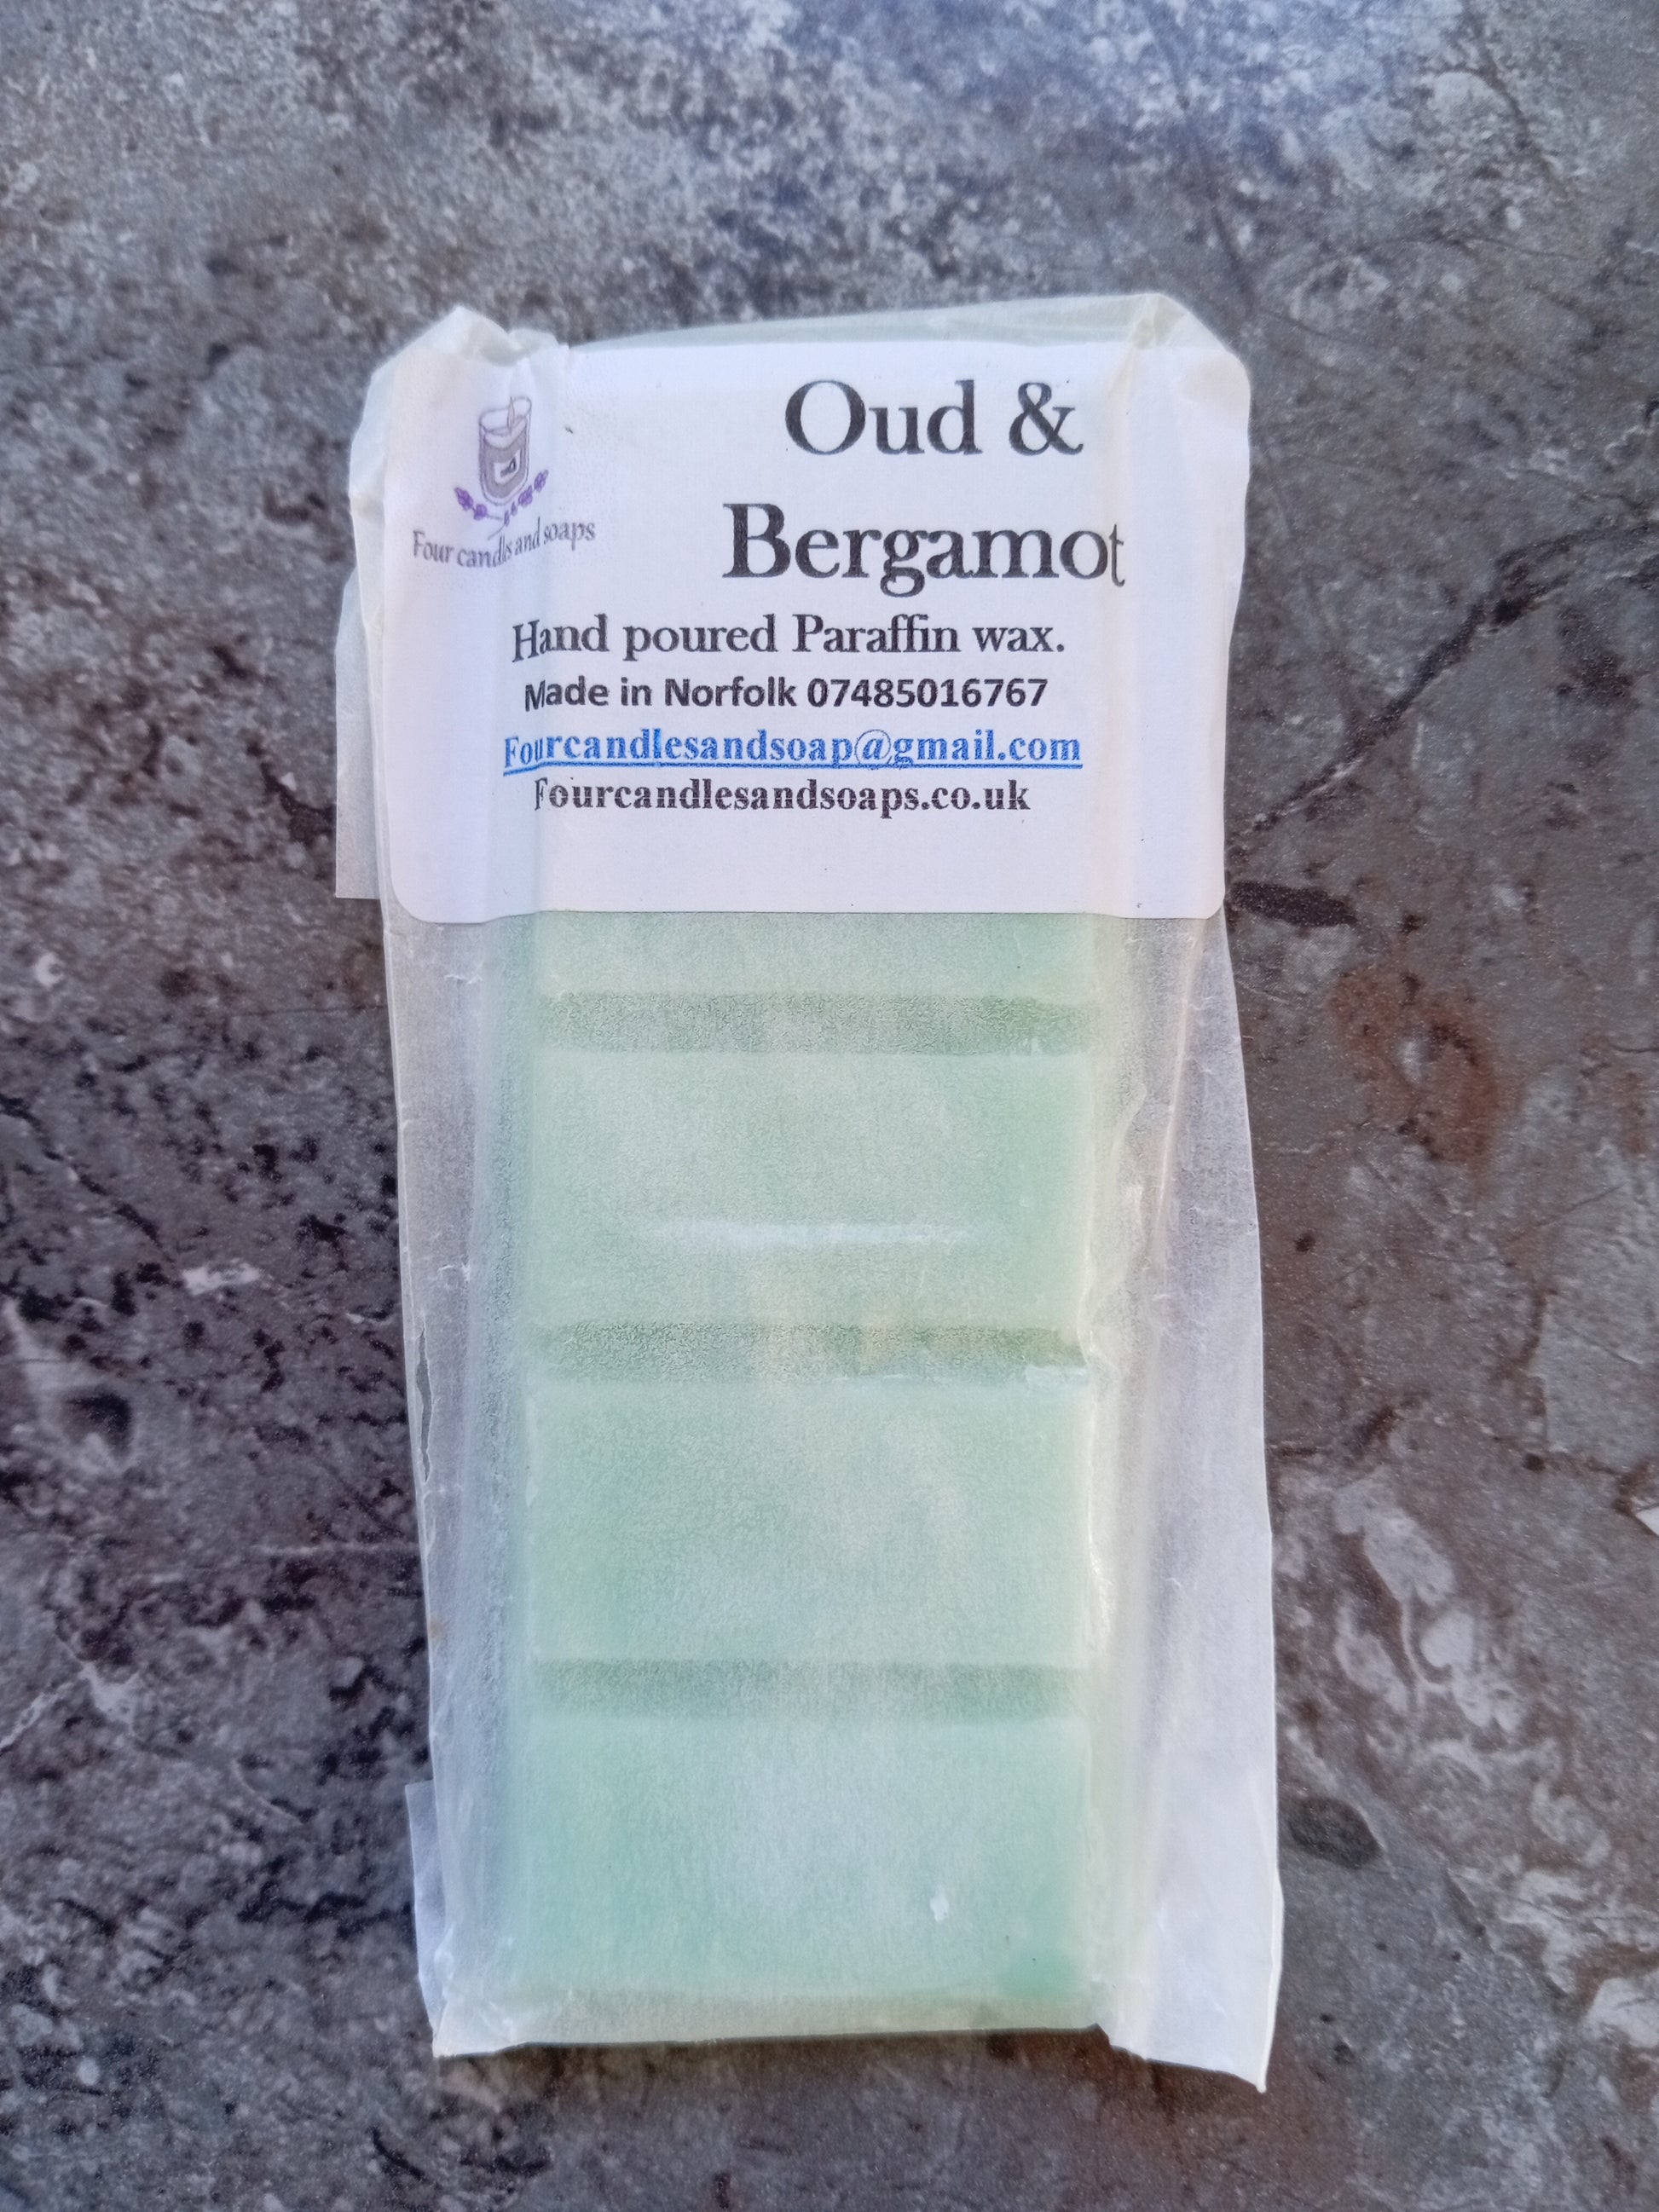 Oud &
Bergamot
Four candles and soaps
Hand poured Paraffin wax.
Made in Norfolk 07485016767
Fourcandlesandsoap@gmail.com
Fourcandlesandsoaps.co.uk